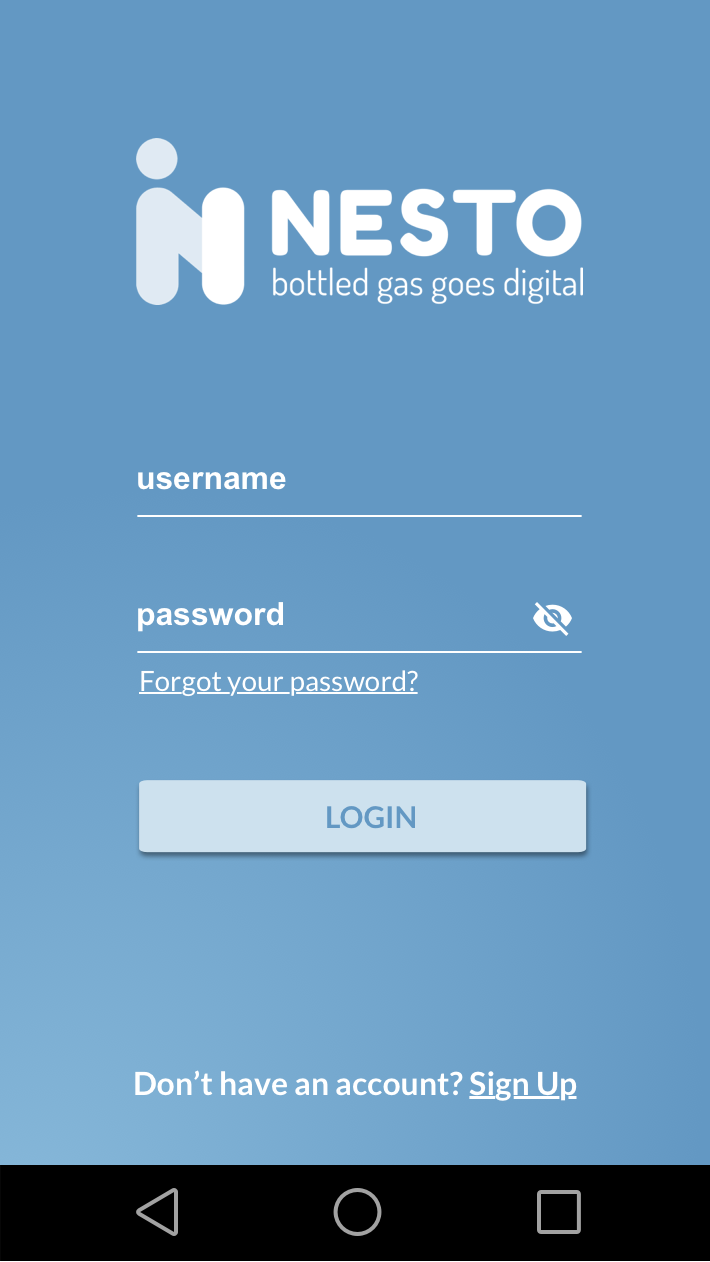 NESTO
bottled gas goes digital
username
password
Forgot your password?
LOGIN
Don’t have an account? Sign Up